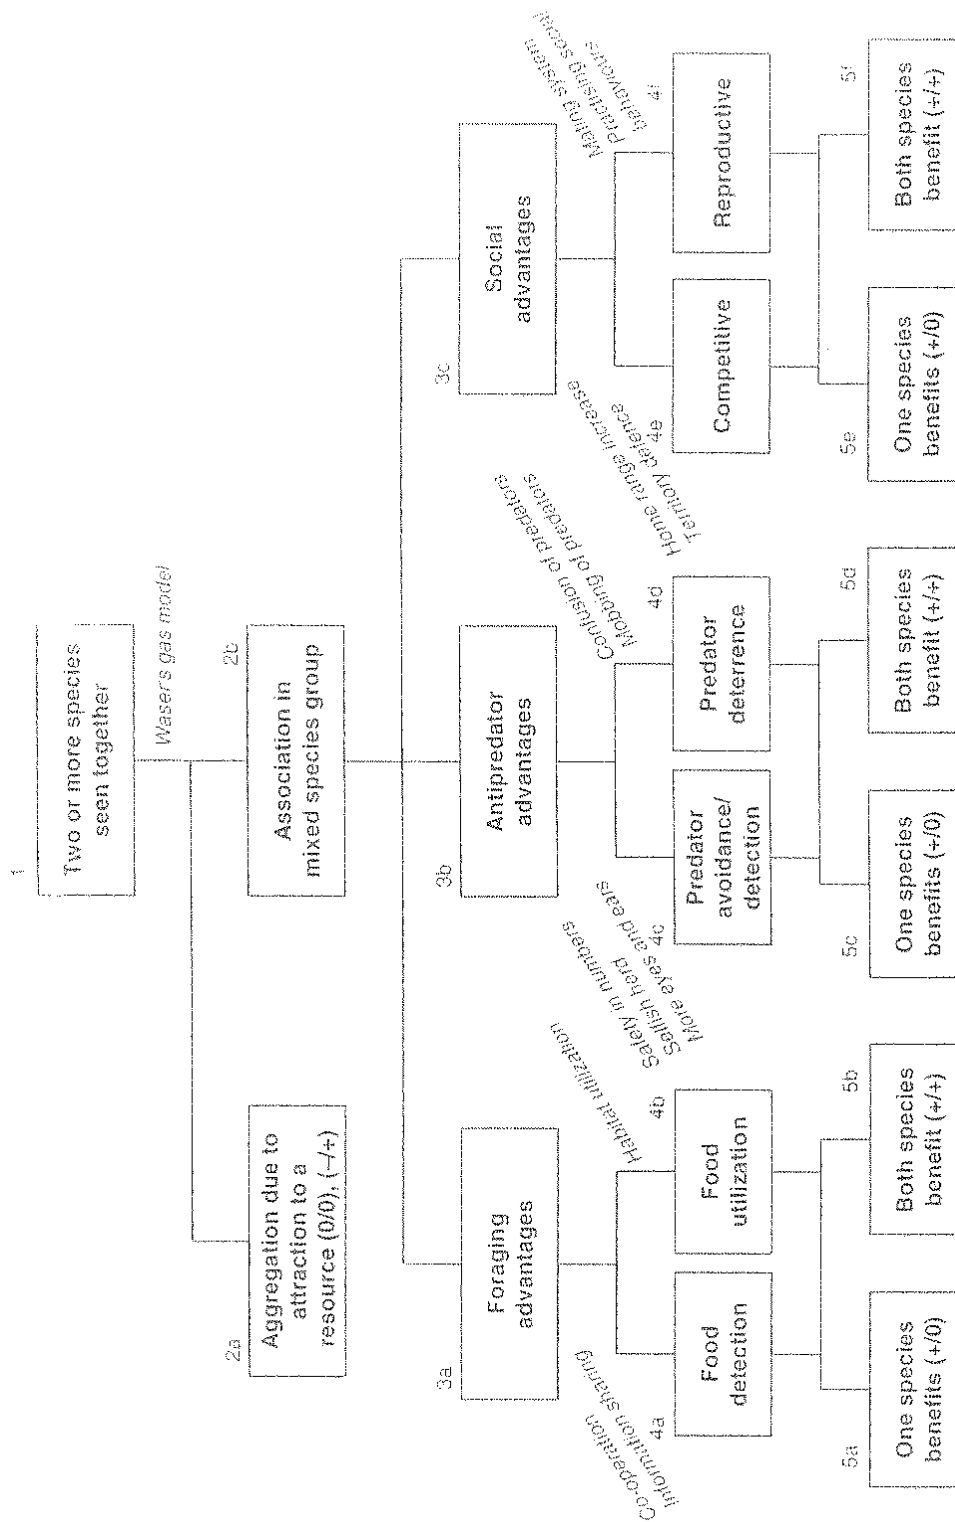 1
Two or more species
seen together
Waser's gas model
2a
Aggregation due to
attraction to a
resource (0/0), (–/+)
2b
Association in
mixed species group
3a
Foraging
advantages
3b
Antipredator
advantages
3c
Social
advantages
Co-operation
Information sharing
4a
Food
detection
Habitat utilization
4b
Food
utilization
Safety in numbers
Selfish herd
More eyes and ears
4c
Predator
avoidance/
detection
Confusion of predators
Mobbing of predators
4d
Predator
deterrence
Home range increase
Territory defence
4e
Competitive
Mating system
Practising social
behaviours
4f
Reproductive
5a
One species
benefits (+/0)
5b
Both species
benefit (+/+)
5c
One species
benefits (+/0)
5d
Both species
benefit (+/+)
5e
One species
benefits (+/0)
5f
Both species
benefit (+/+)